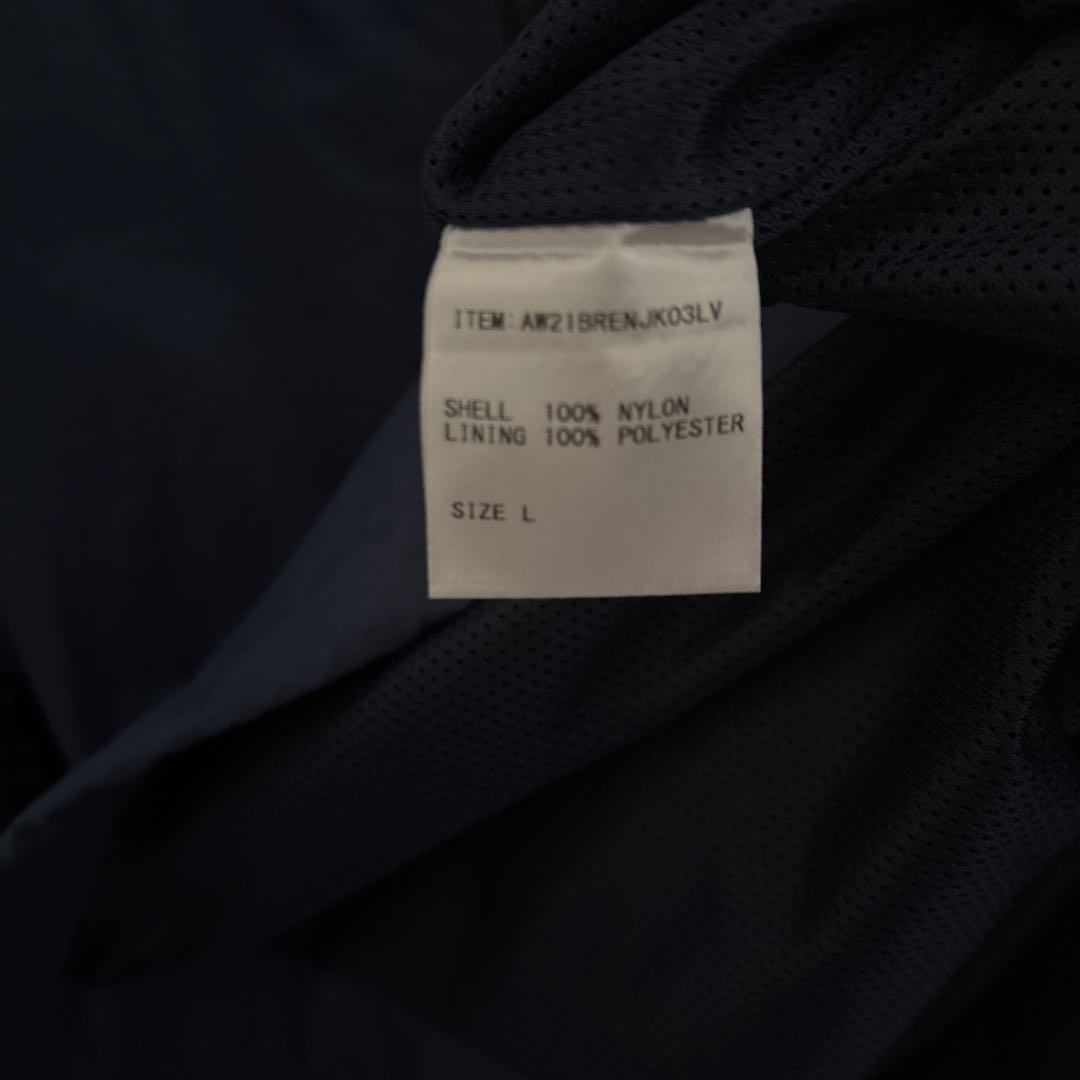 ITEM:AW21BRENJK03LV
SHELL 100% NYLON
LINING 100% POLYESTER
SIZE L